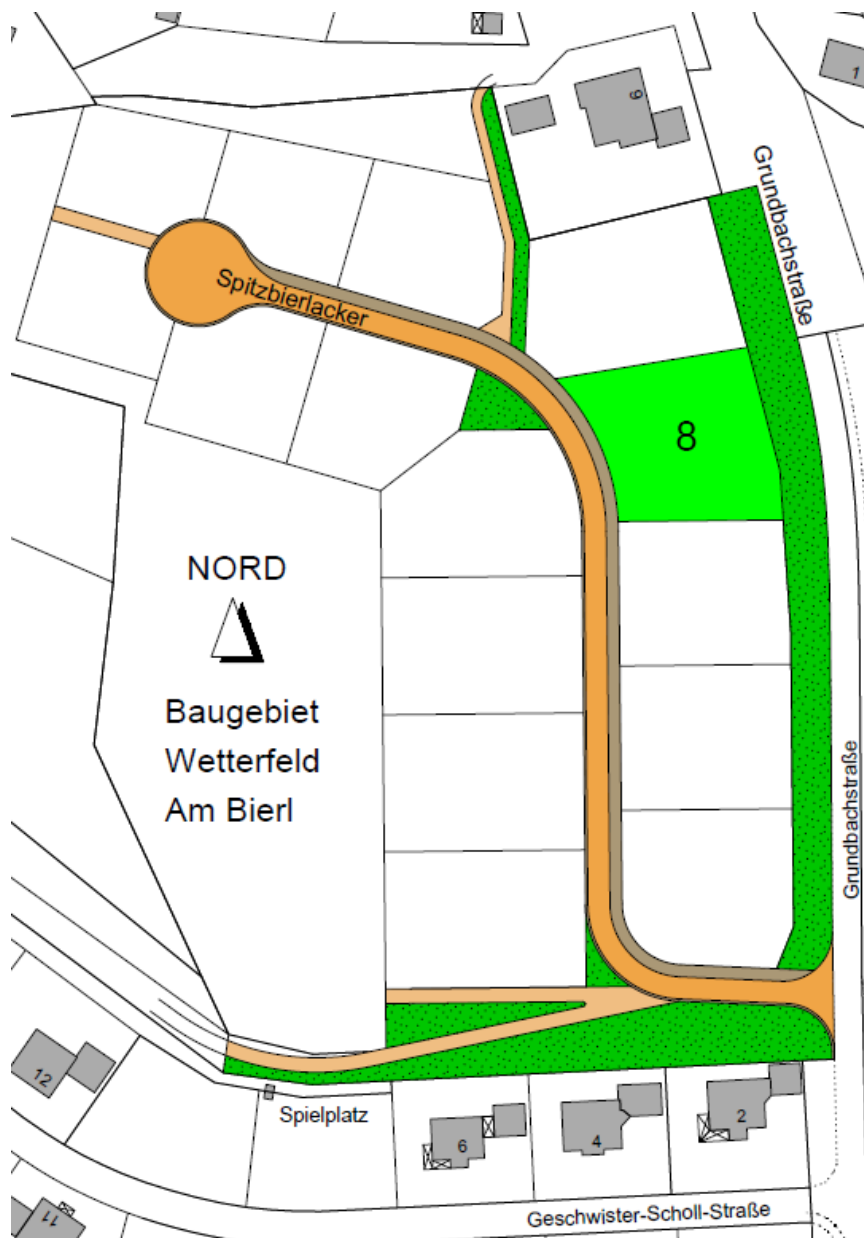 1
9
Grundbachstraße
Spitzbierlacker
8
NORD
Baugebiet
Wetterfeld
Am Bierl
Grundbachstraße
12
Spielplatz
6
4
2
11
Geschwister-Scholl-Straße